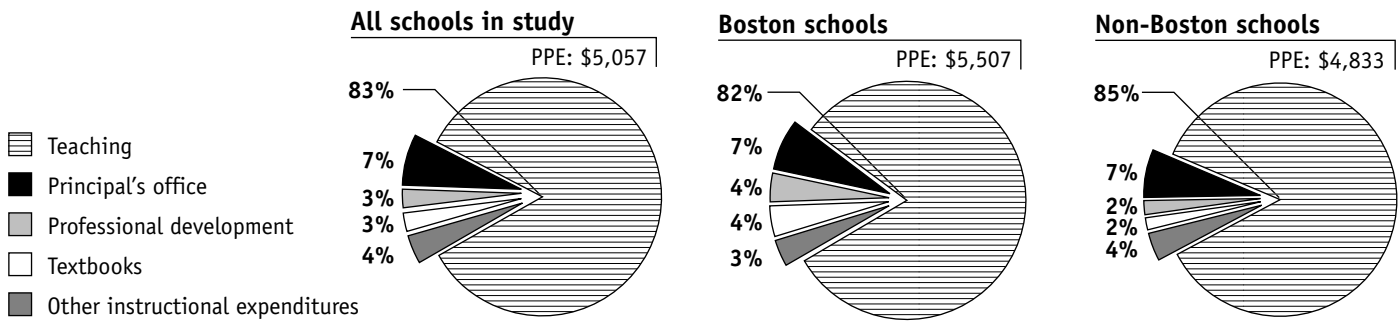 All schools in study
PPE: $5,057
83%
7%
3%
3%
4%
Boston schools
PPE: $5,507
82%
7%
4%
4%
3%
Non-Boston schools
PPE: $4,833
85%
7%
2%
2%
4%
Teaching
Principal's office
Professional development
Textbooks
Other instructional expenditures